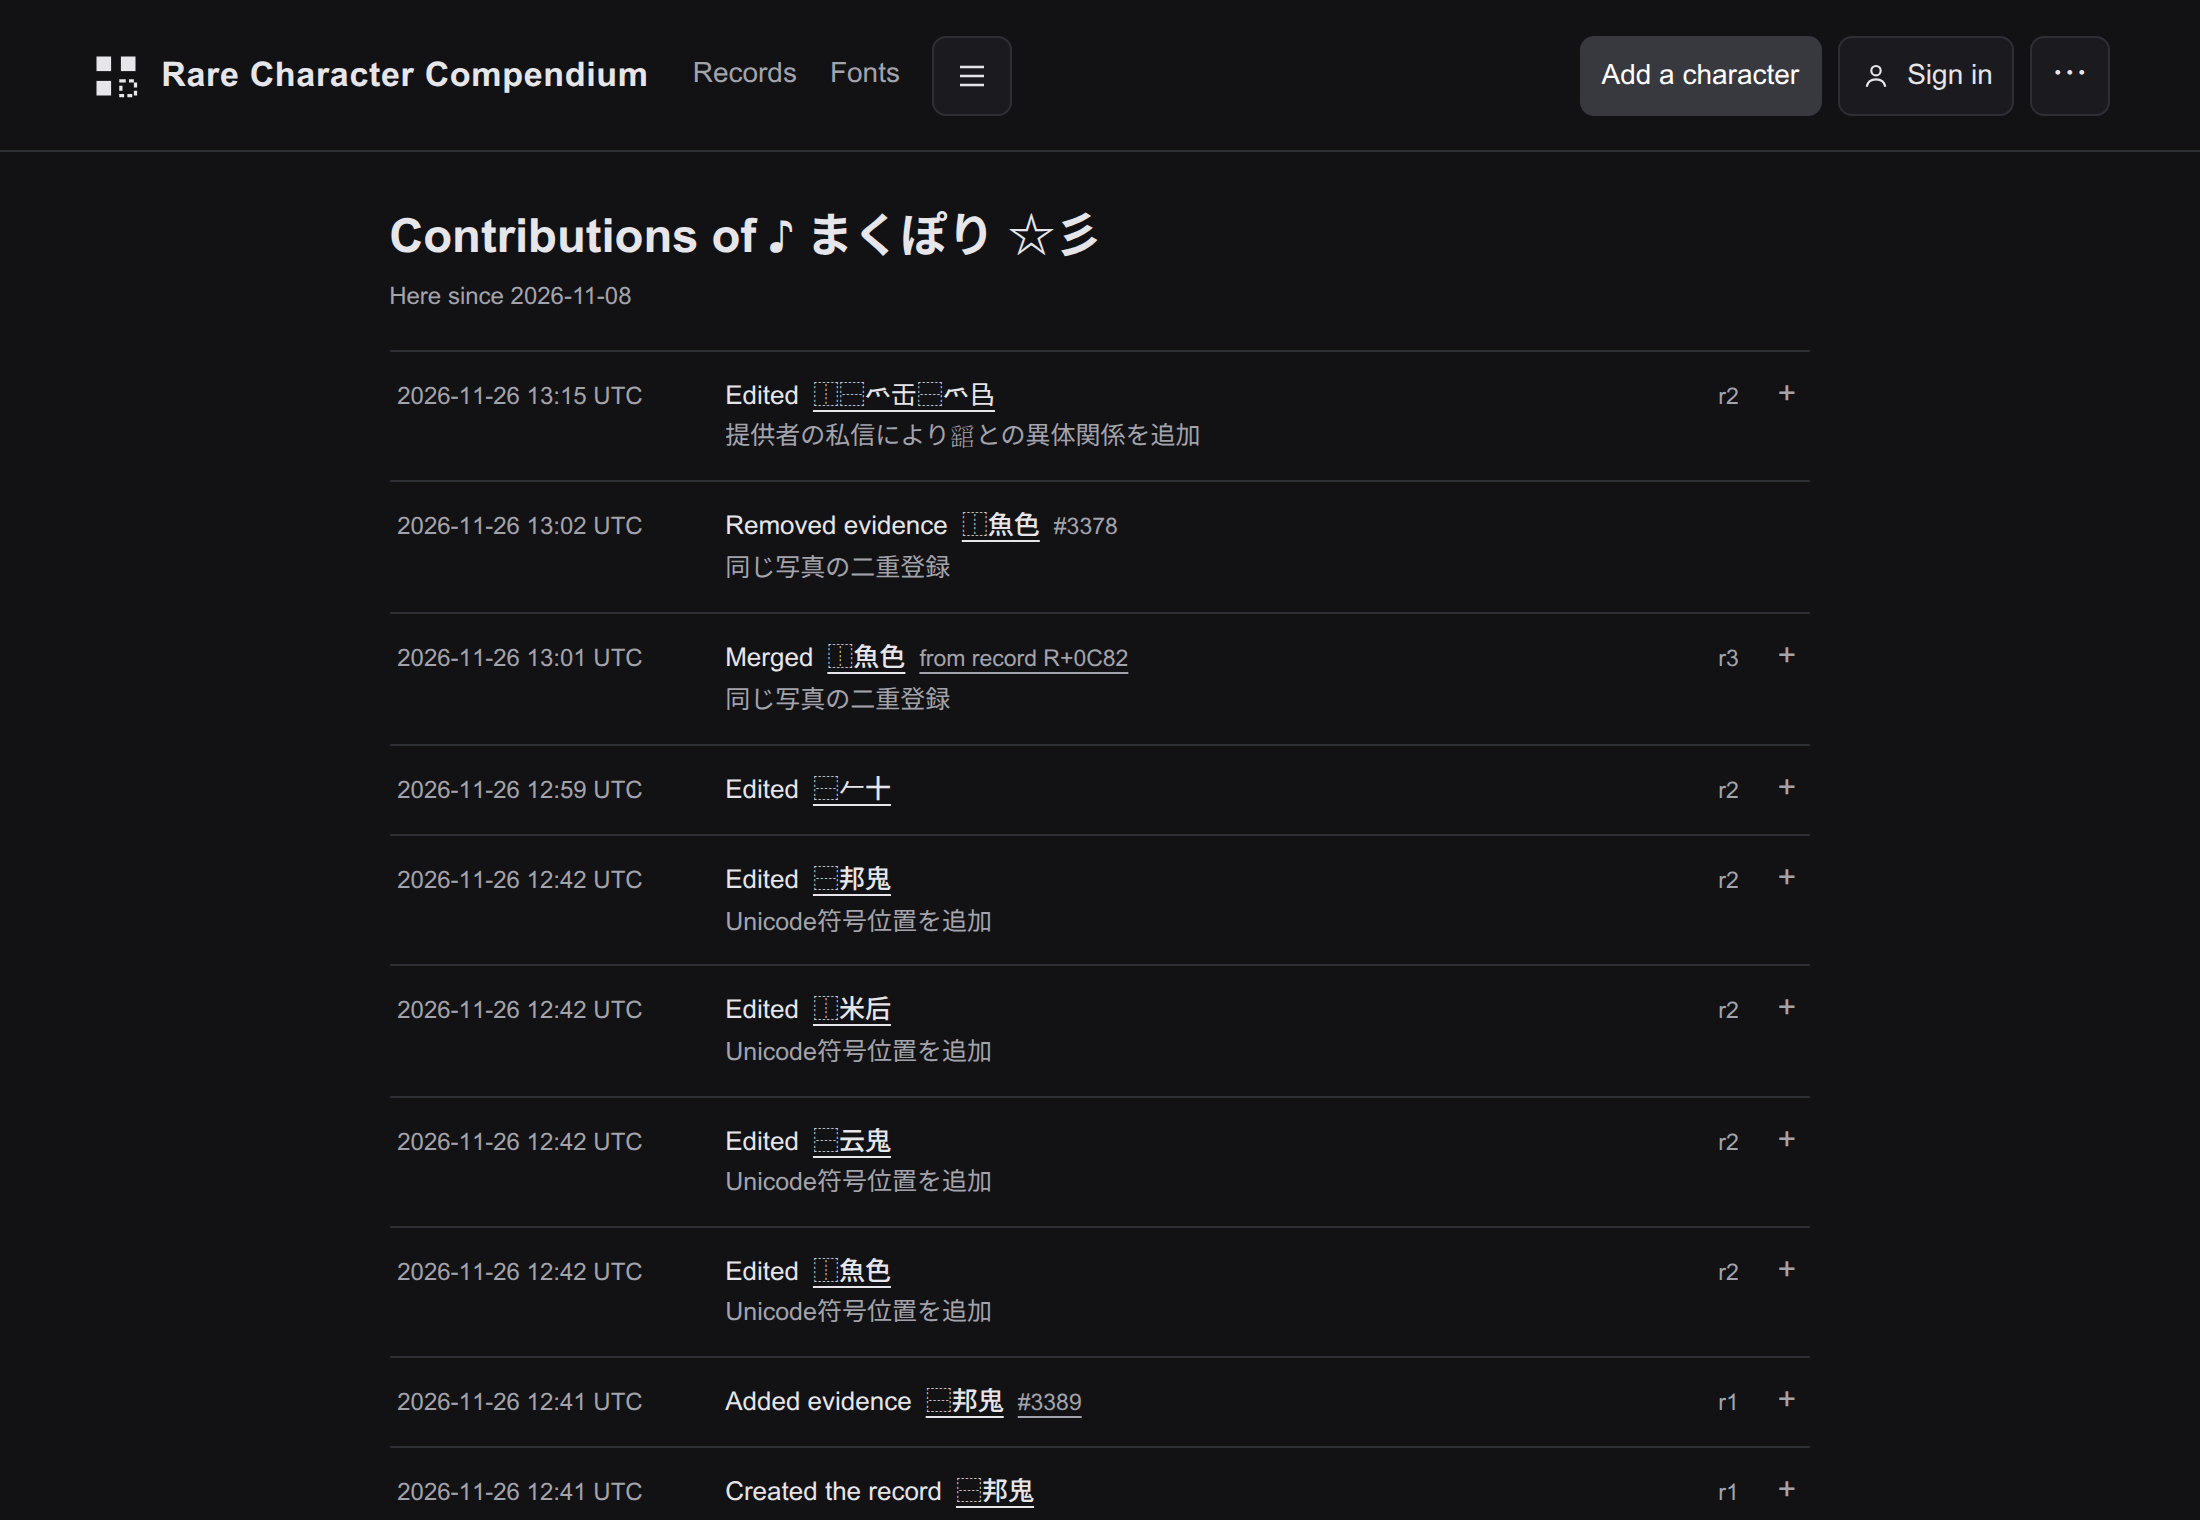 Rare Character Compendium Records Fonts Add a character Sign in ···
Contributions of ♪ まくぽり ☆彡
Here since 2026-11-08
2026-11-26 13:15 UTC Edited r2 +
提供者の私信により との異体関係を追加
2026-11-26 13:02 UTC Removed evidence ⿰魚色 #3378
同じ写真の二重登録
2026-11-26 13:01 UTC Merged ⿰魚色 from record R+0C82 r3 +
同じ写真の二重登録
2026-11-26 12:59 UTC Edited ⿱𠂉十 r2 +
2026-11-26 12:42 UTC Edited ⿱邦鬼 r2 +
Unicode符号位置を追加
2026-11-26 12:42 UTC Edited ⿰米后 r2 +
Unicode符号位置を追加
2026-11-26 12:42 UTC Edited ⿱云鬼 r2 +
Unicode符号位置を追加
2026-11-26 12:42 UTC Edited ⿰魚色 r2 +
Unicode符号位置を追加
2026-11-26 12:41 UTC Added evidence ⿱邦鬼 #3389 r1 +
2026-11-26 12:41 UTC Created the record ⿱邦鬼 r1 +